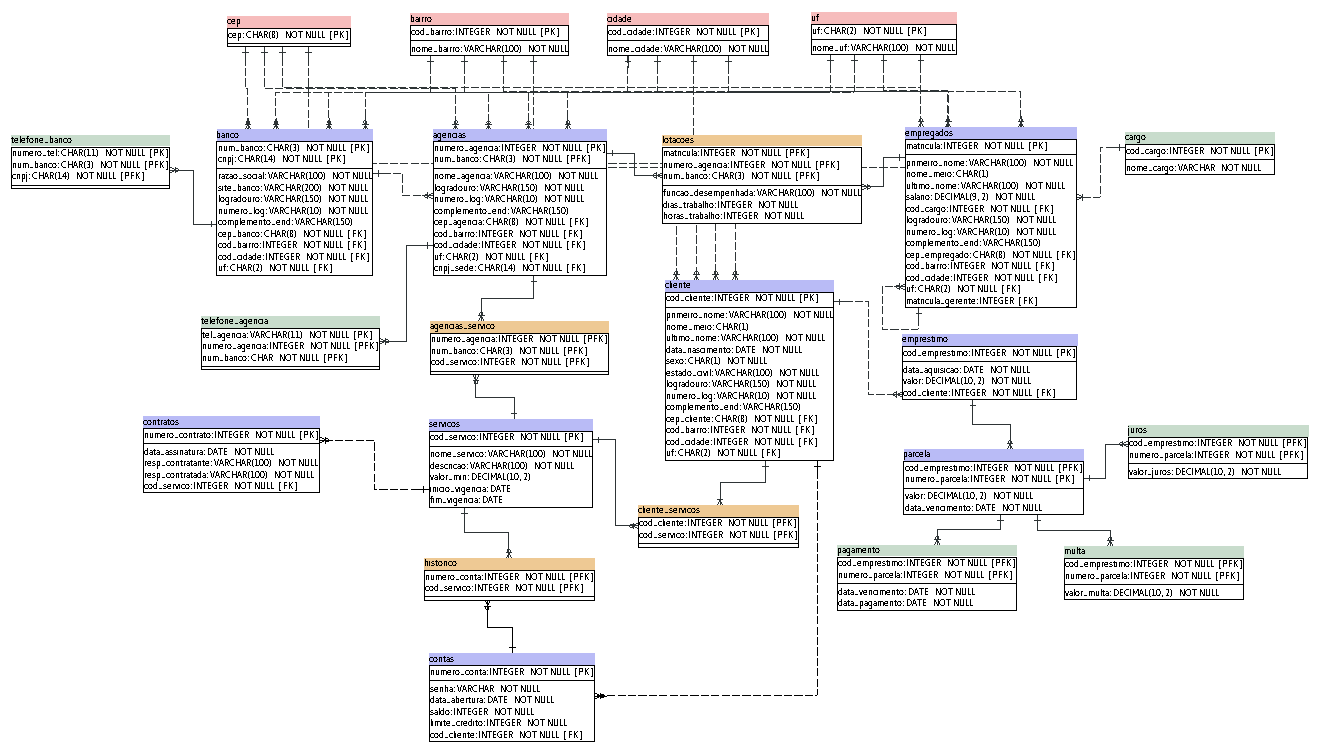 cep
cep: CHAR(8) NOT NULL [PK]
bairro
cod_bairro: INTEGER NOT NULL [PK]
nome_bairro: VARCHAR(100) NOT NULL
cidade
cod_cidade: INTEGER NOT NULL [PK]
nome_cidade: VARCHAR(100) NOT NULL
uf
uf: CHAR(2) NOT NULL [PK]
nome_uf: VARCHAR(100) NOT NULL
telefone_banco
numero_tel: CHAR(11) NOT NULL [PK]
num_banco: CHAR(3) NOT NULL [PFK]
cnpj: CHAR(14) NOT NULL [PFK]
banco
num_banco: CHAR(3) NOT NULL [PK]
cnpj: CHAR(14) NOT NULL [PK]
razao_social: VARCHAR(100) NOT NULL
site_banco: VARCHAR(200) NOT NULL
logradouro: VARCHAR(150) NOT NULL
numero_log: VARCHAR(10) NOT NULL
complemento_end: VARCHAR(150)
cep_banco: CHAR(8) NOT NULL [FK]
cod_bairro: INTEGER NOT NULL [FK]
cod_cidade: INTEGER NOT NULL [FK]
uf: CHAR(2) NOT NULL [FK]
agencias
numero_agencia: INTEGER NOT NULL [PK]
num_banco: CHAR(3) NOT NULL [PFK]
nome_agencia: VARCHAR(100) NOT NULL
logradouro: VARCHAR(150) NOT NULL
numero_log: VARCHAR(10) NOT NULL
complemento_end: VARCHAR(150)
cep_agencia: CHAR(8) NOT NULL [FK]
cod_bairro: INTEGER NOT NULL [FK]
cod_cidade: INTEGER NOT NULL [FK]
uf: CHAR(2) NOT NULL [FK]
cnpj_sede: CHAR(14) NOT NULL [FK]
lotacoes
matricula: INTEGER NOT NULL [PFK]
numero_agencia: INTEGER NOT NULL [PFK]
num_banco: CHAR(3) NOT NULL [PFK]
funcao_desempenhada: VARCHAR(100) NOT NULL
dias_trabalho: INTEGER NOT NULL
horas_trabalho: INTEGER NOT NULL
empregados
matricula: INTEGER NOT NULL [PK]
primeiro_nome: VARCHAR(100) NOT NULL
nome_meio: CHAR(1)
ultimo_nome: VARCHAR(100) NOT NULL
salario: DECIMAL(9, 2) NOT NULL
cod_cargo: INTEGER NOT NULL [FK]
logradouro: VARCHAR(150) NOT NULL
numero_log: VARCHAR(10) NOT NULL
complemento_end: VARCHAR(150)
cep_empregado: CHAR(8) NOT NULL [FK]
cod_bairro: INTEGER NOT NULL [FK]
cod_cidade: INTEGER NOT NULL [FK]
uf: CHAR(2) NOT NULL [FK]
matricula_gerente: INTEGER [FK]
cargo
cod_cargo: INTEGER NOT NULL [PK]
nome_cargo: VARCHAR NOT NULL
telefone_agencia
tel_agencia: VARCHAR(11) NOT NULL [PK]
numero_agencia: INTEGER NOT NULL [PFK]
num_banco: CHAR NOT NULL [PFK]
agencias_servico
numero_agencia: INTEGER NOT NULL [PFK]
num_banco: CHAR(3) NOT NULL [PFK]
cod_servico: INTEGER NOT NULL [PFK]
cliente
cod_cliente: INTEGER NOT NULL [PK]
primeiro_nome: VARCHAR(100) NOT NULL
nome_meio: CHAR(1)
ultimo_nome: VARCHAR(100) NOT NULL
data_nascimento: DATE NOT NULL
sexo: CHAR(1) NOT NULL
estado_civil: VARCHAR(100) NOT NULL
logradouro: VARCHAR(150) NOT NULL
numero_log: VARCHAR(10) NOT NULL
complemento_end: VARCHAR(150)
cep_cliente: CHAR(8) NOT NULL [FK]
cod_bairro: INTEGER NOT NULL [FK]
cod_cidade: INTEGER NOT NULL [FK]
uf: CHAR(2) NOT NULL [FK]
emprestimo
cod_emprestimo: INTEGER NOT NULL [PK]
data_aquisicao: DATE NOT NULL
valor: DECIMAL(10, 2) NOT NULL
cod_cliente: INTEGER NOT NULL [FK]
contratos
numero_contrato: INTEGER NOT NULL [PK]
data_assinatura: DATE NOT NULL
resp_contratante: VARCHAR(100) NOT NULL
resp_contratada: VARCHAR(100) NOT NULL
cod_servico: INTEGER NOT NULL [FK]
servicos
cod_servico: INTEGER NOT NULL [PK]
nome_servico: VARCHAR(100) NOT NULL
descricao: VARCHAR(100) NOT NULL
valor_min: DECIMAL(10, 2)
inicio_vigencia: DATE
fim_vigencia: DATE
cliente_servicos
cod_cliente: INTEGER NOT NULL [PFK]
cod_servico: INTEGER NOT NULL [PFK]
parcela
cod_emprestimo: INTEGER NOT NULL [PFK]
numero_parcela: INTEGER NOT NULL [PK]
valor: DECIMAL(10, 2) NOT NULL
data_vencimento: DATE NOT NULL
juros
cod_emprestimo: INTEGER NOT NULL [PFK]
numero_parcela: INTEGER NOT NULL [PFK]
valor_juros: DECIMAL(10, 2) NOT NULL
historico
numero_conta: INTEGER NOT NULL [PFK]
cod_servico: INTEGER NOT NULL [PFK]
pagamento
cod_emprestimo: INTEGER NOT NULL [PFK]
numero_parcela: INTEGER NOT NULL [PFK]
data_vencimento: DATE NOT NULL
data_pagamento: DATE NOT NULL
multa
cod_emprestimo: INTEGER NOT NULL [PFK]
numero_parcela: INTEGER NOT NULL [PFK]
valor_multa: DECIMAL(10, 2) NOT NULL
contas
numero_conta: INTEGER NOT NULL [PK]
senha: VARCHAR NOT NULL
data_abertura: DATE NOT NULL
saldo: INTEGER NOT NULL
limite_credito: INTEGER NOT NULL
cod_cliente: INTEGER NOT NULL [FK]